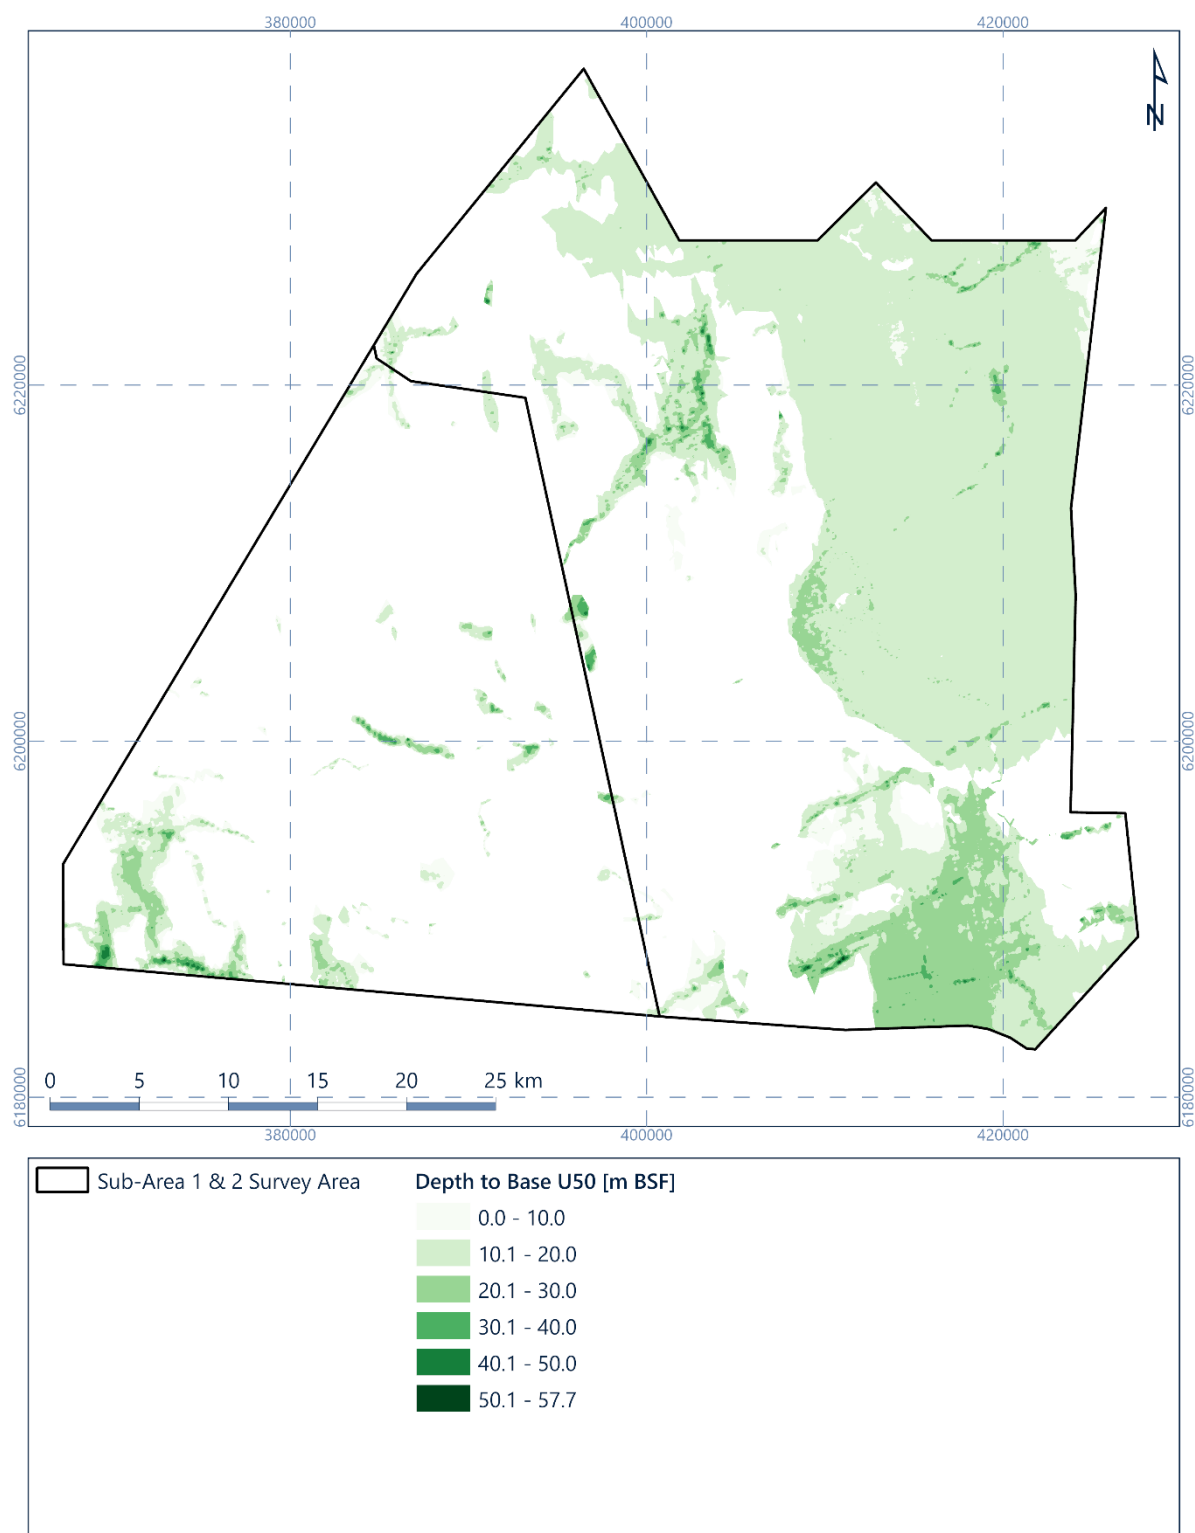 380000 400000 420000
N
6220000 6220000
6200000 6200000
6180000 6180000
0 5 10 15 20 25 km
380000 400000 420000
Sub-Area 1 & 2 Survey Area
Depth to Base U50 [m BSF]
0.0 - 10.0
10.1 - 20.0
20.1 - 30.0
30.1 - 40.0
40.1 - 50.0
50.1 - 57.7